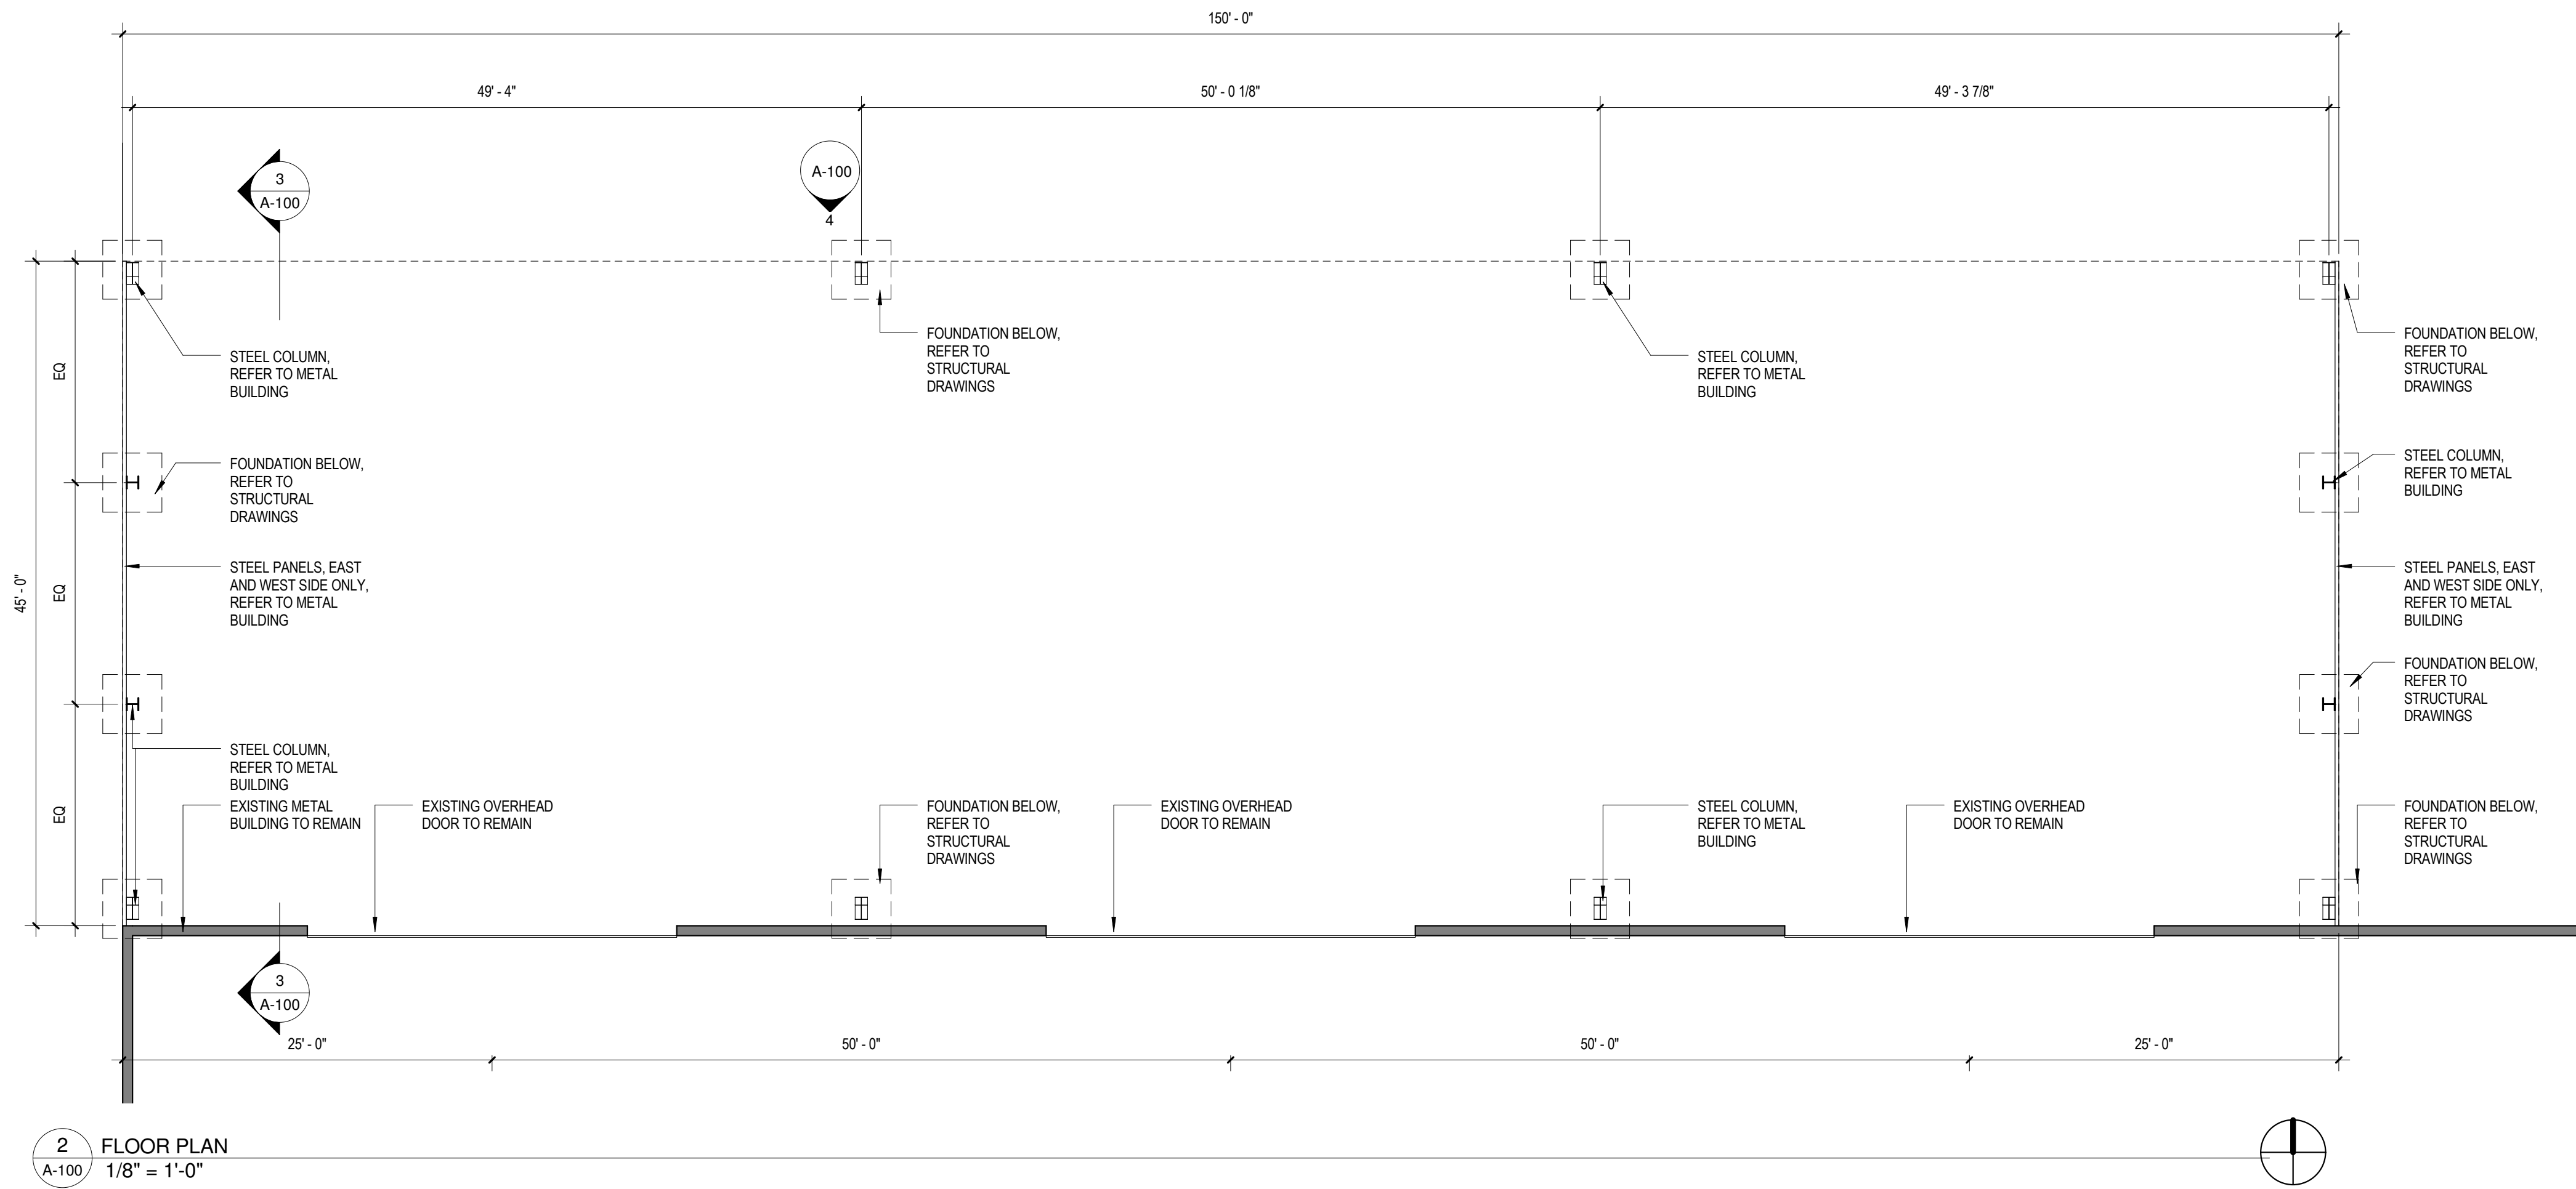 150' - 0"
49' - 4"
50' - 0 1/8"
49' - 3 7/8"
3
A-100
A-100
4
STEEL COLUMN,
REFER TO METAL
BUILDING
FOUNDATION BELOW,
REFER TO
STRUCTURAL
DRAWINGS
STEEL COLUMN,
REFER TO METAL
BUILDING
FOUNDATION BELOW,
REFER TO
STRUCTURAL
DRAWINGS
EQ
FOUNDATION BELOW,
REFER TO
STRUCTURAL
DRAWINGS
STEEL COLUMN,
REFER TO METAL
BUILDING
45' - 0"
EQ
STEEL PANELS, EAST
AND WEST SIDE ONLY,
REFER TO METAL
BUILDING
STEEL PANELS, EAST
AND WEST SIDE ONLY,
REFER TO METAL
BUILDING
FOUNDATION BELOW,
REFER TO
STRUCTURAL
DRAWINGS
STEEL COLUMN,
REFER TO METAL
BUILDING
EQ
EXISTING METAL
BUILDING TO REMAIN
EXISTING OVERHEAD
DOOR TO REMAIN
FOUNDATION BELOW,
REFER TO
STRUCTURAL
DRAWINGS
EXISTING OVERHEAD
DOOR TO REMAIN
STEEL COLUMN,
REFER TO METAL
BUILDING
EXISTING OVERHEAD
DOOR TO REMAIN
FOUNDATION BELOW,
REFER TO
STRUCTURAL
DRAWINGS
3
A-100
25' - 0"
50' - 0"
50' - 0"
25' - 0"
2
A-100
FLOOR PLAN
1/8" = 1'-0"